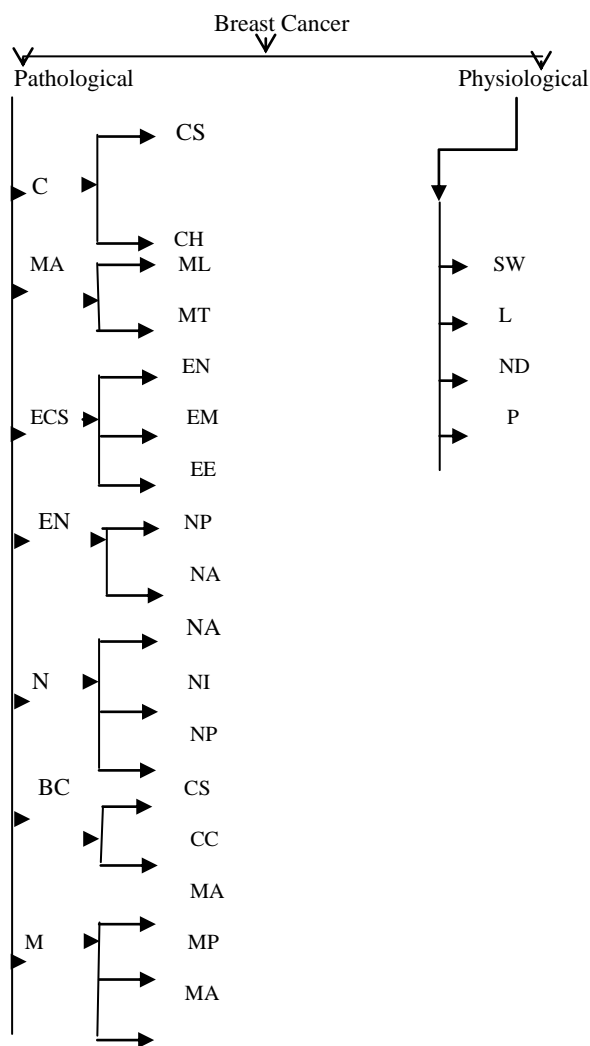 Breast Cancer
Pathological
Physiological
CS
C
CH
MA
ML
MT
EN
ECS
EM
EE
EN
NP
NA
NA
N
NI
NP
BC
CS
CC
MA
M
MP
MA
SW
L
ND
P